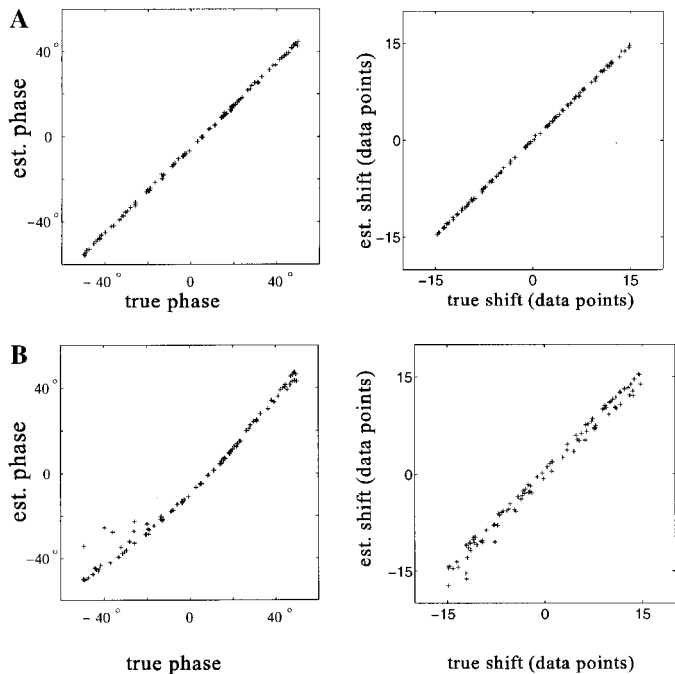 A
40°
0
−40°
est. phase
− 40°
0
40°
true phase
15
0
−15
est. shift (data points)
−15
0
15
true shift (data points)
B
40°
0
−40°
est. phase
− 40°
0
40°
true phase
15
0
−15
est. shift (data points)
−15
0
15
true shift (data points)